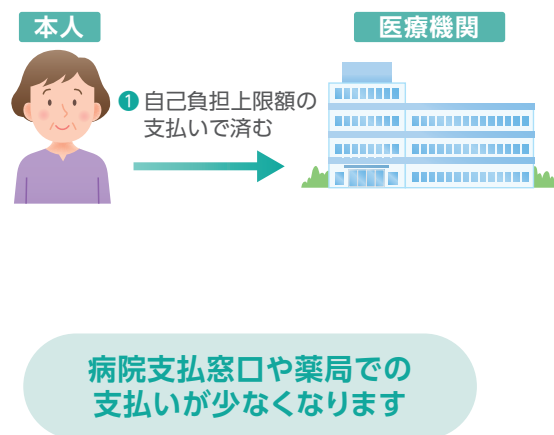 本人
医療機関
❶自己負担上限額の
支払いで済む
病院支払窓口や薬局での
支払いが少なくなります